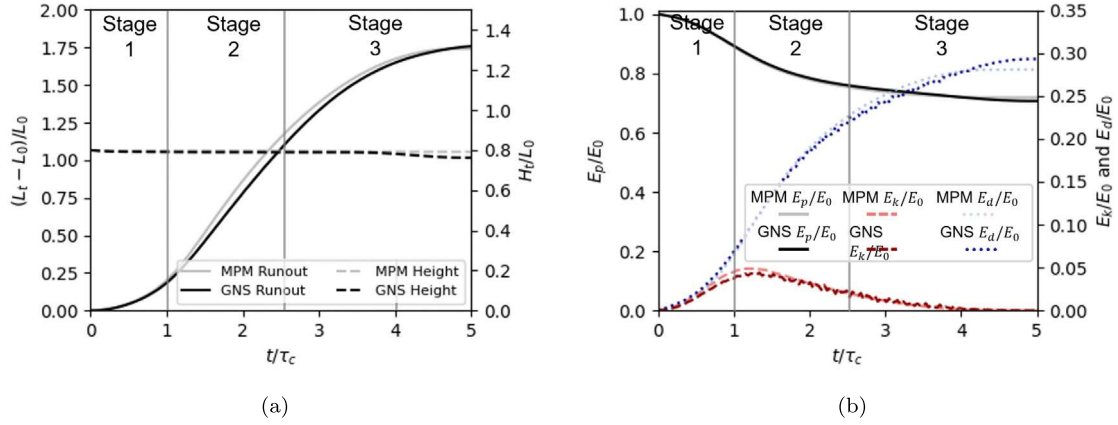 Stage 1
Stage 2
Stage 3
2.00
1.75
1.50
1.25
1.00
0.75
0.50
0.25
0.00
(L_t − L_0)/L_0
1.4
1.2
1.0
0.8
0.6
0.4
0.2
0.0
H_t/L_0
MPM Runout
GNS Runout
MPM Height
GNS Height
0 1 2 3 4 5
t/τ_c
(a)
Stage 1
Stage 2
Stage 3
1.0
0.8
0.6
0.4
0.2
0.0
E_p/E_0
0.35
0.30
0.25
0.20
0.15
0.10
0.05
0.00
E_k/E_0 and E_d/E_0
MPM E_p/E_0 MPM E_k/E_0 MPM E_d/E_0
GNS E_p/E_0 GNS E_k/E_0 GNS E_d/E_0
0 1 2 3 4 5
t/τ_c
(b)